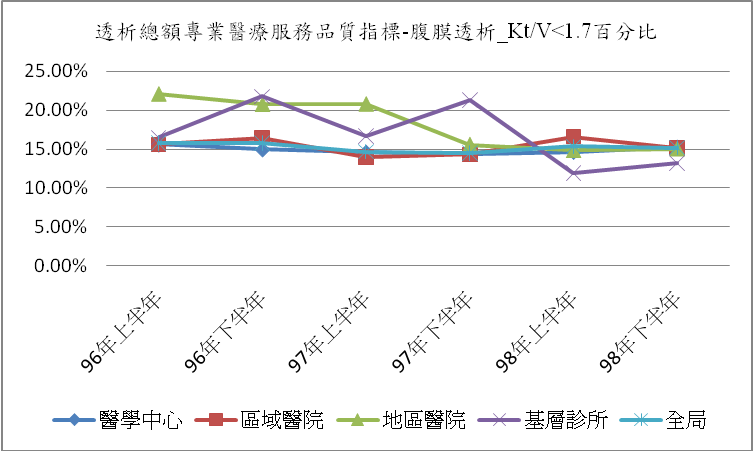 透析總額專業醫療服務品質指標-腹膜透析_Kt/V<1.7百分比
25.00%
20.00%
15.00%
10.00%
5.00%
0.00%
96年上半年
96年下半年
97年上半年
97年下半年
98年上半年
98年下半年
醫學中心 區域醫院 地區醫院 基層診所 全局